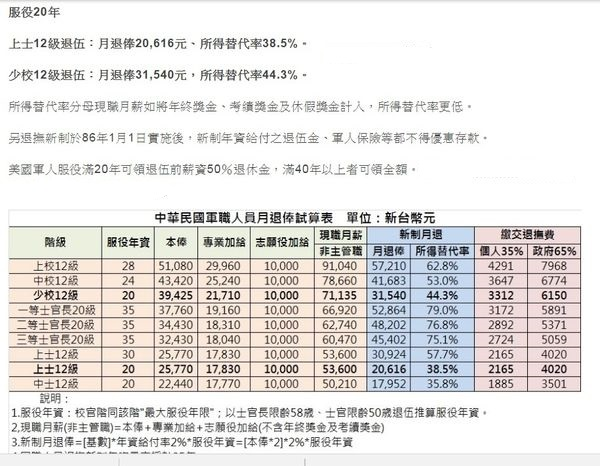 服役20年
上士12級退伍：月退俸20,616元、所得替代率38.5%。
少校12級退伍：月退俸31,540元，所得替代率44.3%。
所得替代率分母現職月薪如將年終獎金、考績獎金及休假獎金計入，所得替代率更低。
另退撫新制於86年1月1日實施後，新制年資給付之退伍金、軍人保險等都不得優惠存款。
美國軍人服役滿20年可領退伍前薪資50%退休金，滿40年以上者可領全額。
中華民國軍職人員月退俸試算表 單位：新台幣元
階級 服役年資 本俸 專業加給 志願役加給 現職月薪 新制月退 繳交退撫費
非主管職 月退俸 所得替代率 個人35% 政府65%
上校12級 28 51,080 29,960 10,000 91,040 57,210 62.8% 4291 7968
中校12級 24 43,420 25,240 10,000 78,660 41,683 53.0% 3647 6774
少校12級 20 39,425 21,710 10,000 71,135 31,540 44.3% 3312 6150
一等士官長20級 35 37,760 19,160 10,000 66,920 52,864 79.0% 3172 5891
二等士官長20級 35 34,430 18,310 10,000 62,740 48,202 76.8% 2892 5371
三等士官長20級 35 32,430 18,040 10,000 60,470 45,402 75.1% 2724 5059
上士12級 30 25,770 17,830 10,000 53,600 30,924 57.7% 2165 4020
上士12級 20 25,770 17,830 10,000 53,600 20,616 38.5% 2165 4020
中士12級 20 22,440 17,770 10,000 50,210 17,952 35.8% 1885 3501
說明：
1.服役年資：校官階同該階"最大服役年限"；以士官長限齡58歲、士官限齡50歲退伍推算服役年資。
2,現職月薪(非主管職)=本俸+專業加給+志願役加給(不含年終獎金及考績獎金)
3.新制月退俸=[基數]*年資給付率2%*服役年資=[本俸*2]*2%*服役年資